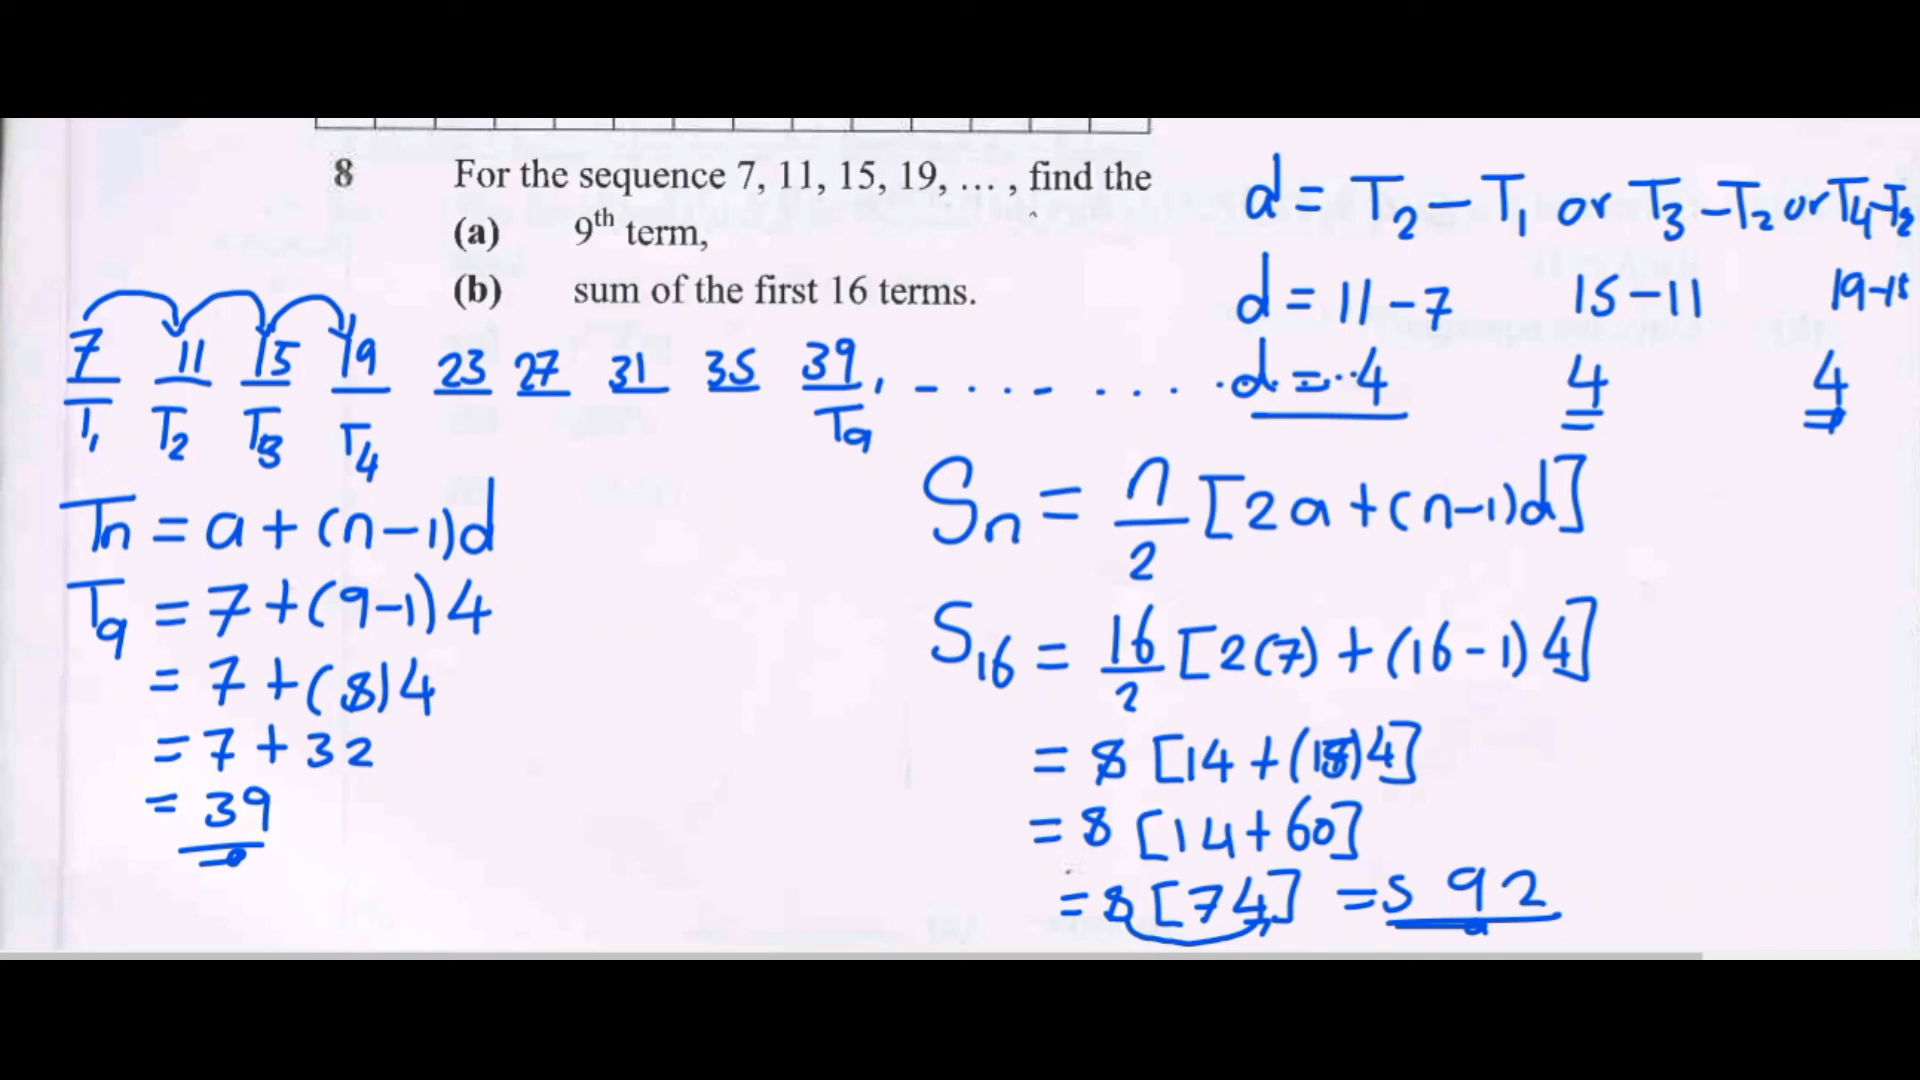 8 For the sequence 7, 11, 15, 19, ... , find the
(a) 9th term,
(b) sum of the first 16 terms.
d = T2 - T1 or T3 - T2 or T4 - T3
d = 11 - 7 15 - 11 19 - 15
d = 4 4 4
7 11 15 19 23 27 31 35 39, - . . . - . . . .
T1 T2 T3 T4 T9
Tn = a + (n - 1)d
T9 = 7 + (9 - 1)4
= 7 + (8)4
= 7 + 32
= 39
Sn = n/2 [2a + (n - 1)d]
S16 = 16/2 [2(7) + (16 - 1)4]
= 8 [14 + (15)4]
= 8 [14 + 60]
= 8 [74] = 592